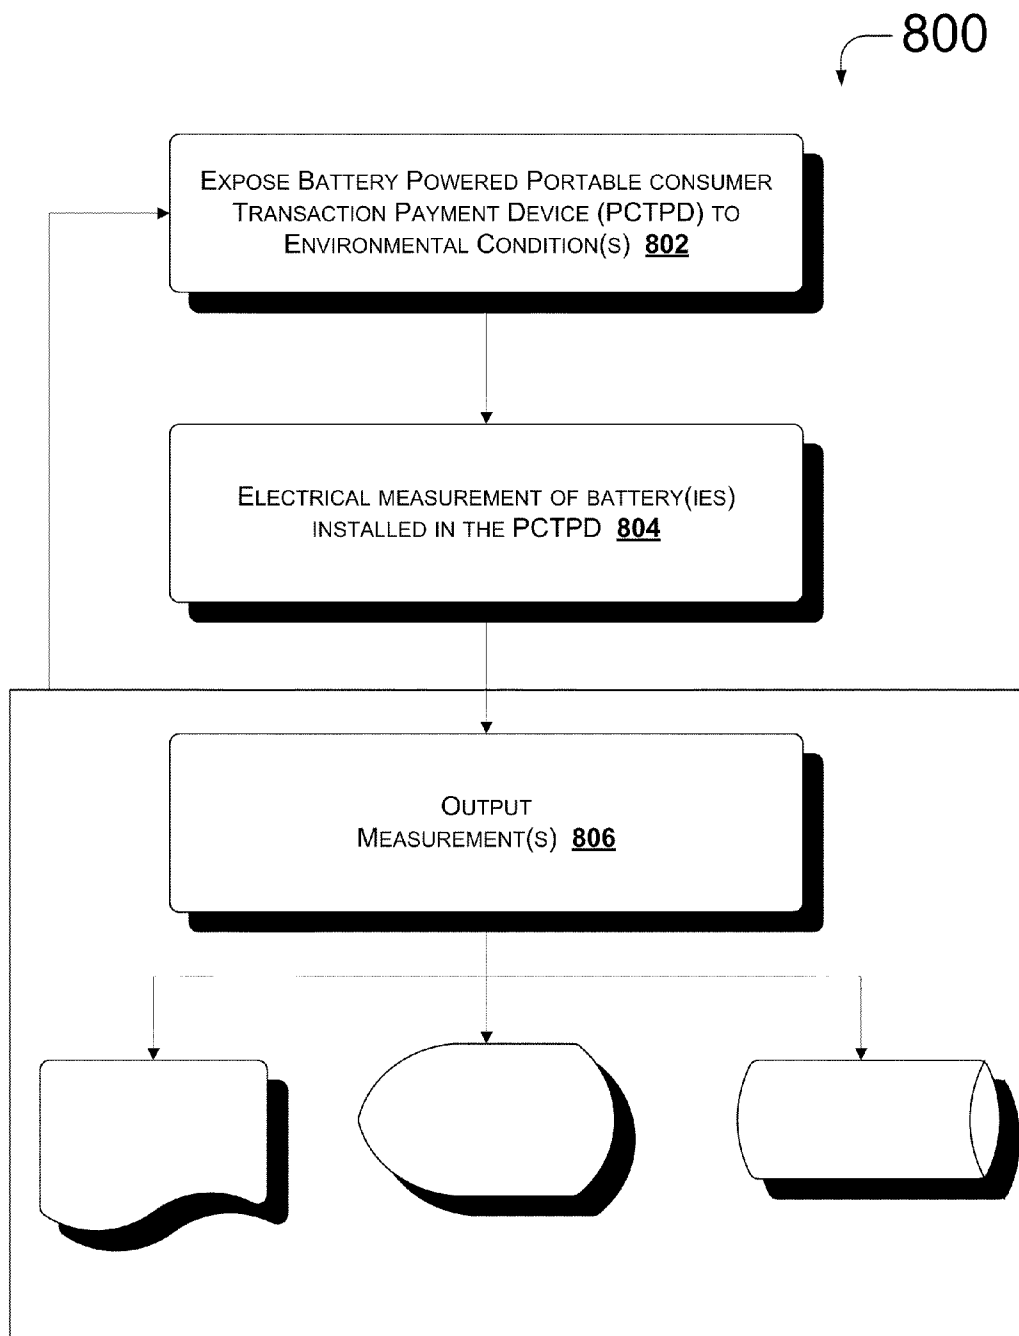 800
EXPOSE BATTERY POWERED PORTABLE CONSUMER
TRANSACTION PAYMENT DEVICE (PCTPD) TO
ENVIRONMENTAL CONDITION(S) 802
ELECTRICAL MEASUREMENT OF BATTERY(IES)
INSTALLED IN THE PCTPD 804
OUTPUT
MEASUREMENT(S) 806